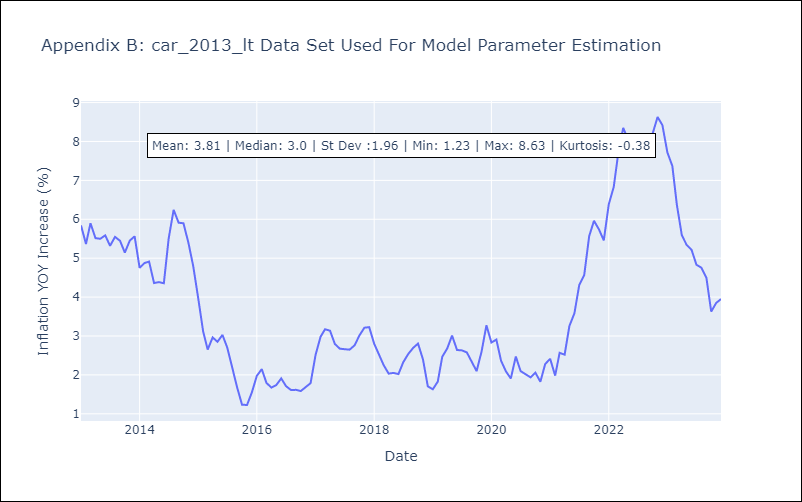 Appendix B: car_2013_lt Data Set Used For Model Parameter Estimation
Inflation YOY Increase (%)
9
8
7
6
5
4
3
2
1
Mean: 3.81 | Median: 3.0 | St Dev :1.96 | Min: 1.23 | Max: 8.63 | Kurtosis: -0.38
2014 2016 2018 2020 2022
Date